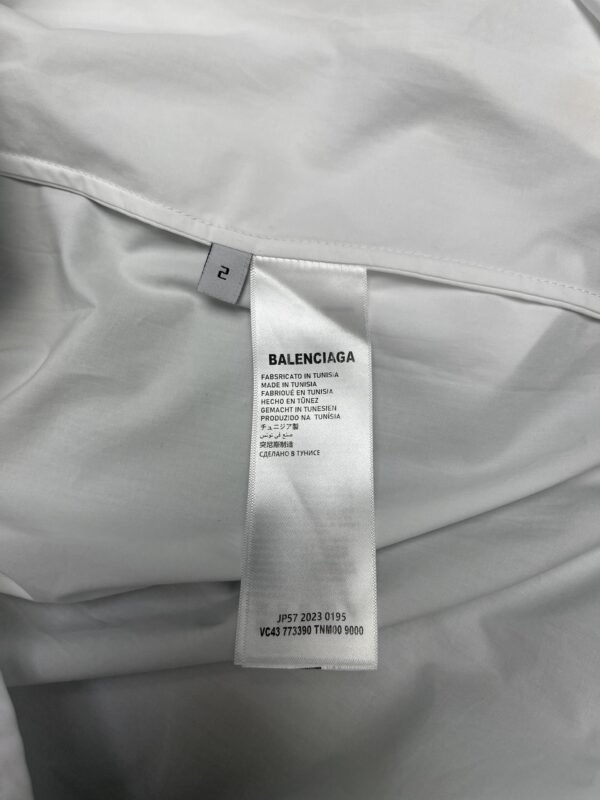 2
BALENCIAGA
FABSRICATO IN TUNISIA
MADE IN TUNISIA
FABRIQUÉ EN TUNISIA
HECHO EN TÚNEZ
GEMACHT IN TUNESIEN
PRODUZIDO NA TUNÍSIA
チュニジア製
صنع في تونس
突尼斯制造
СДЕЛАНО В ТУНИСЕ
JP57 2023 0195
VC43 773390 TNM00 9000